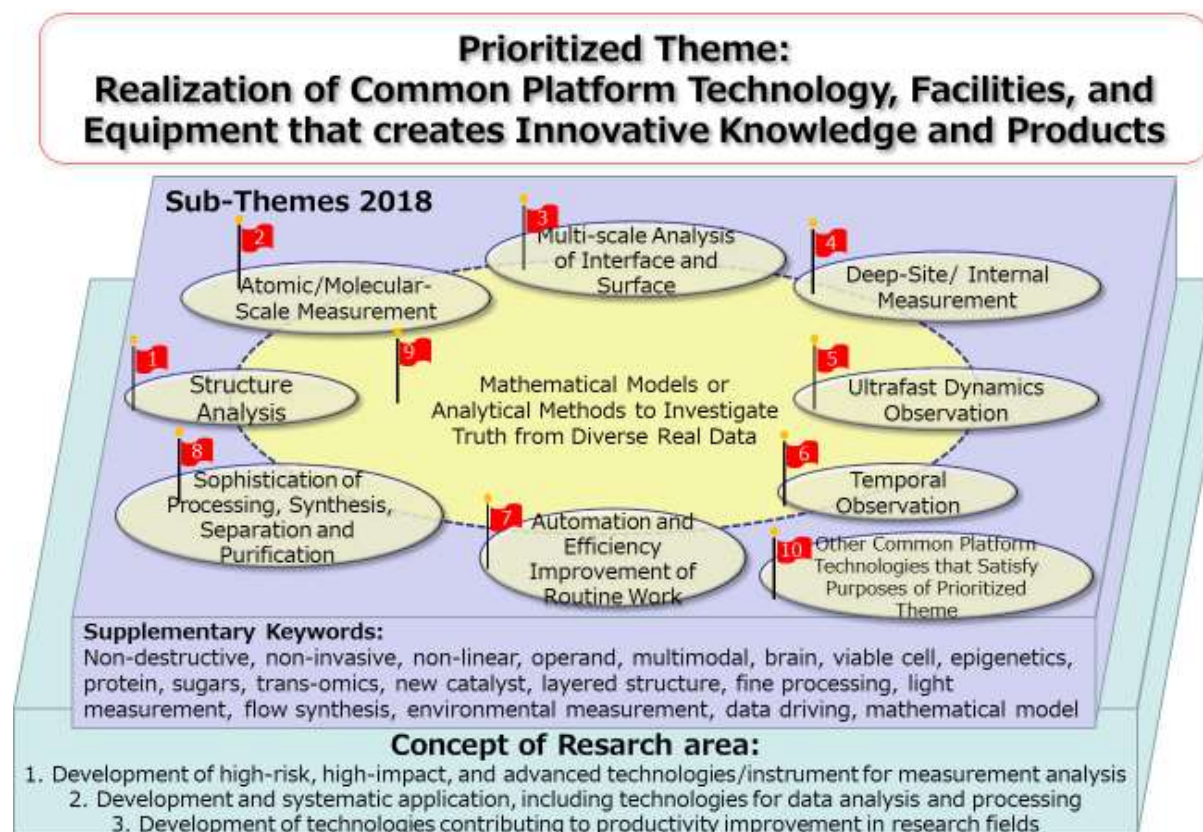 Prioritized Theme:
Realization of Common Platform Technology, Facilities, and
Equipment that creates Innovative Knowledge and Products
Sub-Themes 2018
1
Structure
Analysis
2
Atomic/Molecular-
Scale Measurement
3
Multi-scale Analysis
of Interface and
Surface
4
Deep-Site/ Internal
Measurement
5
Ultrafast Dynamics
Observation
6
Temporal
Observation
7
Automation and
Efficiency
Improvement of
Routine Work
8
Sophistication of
Processing, Synthesis,
Separation and
Purification
9
Mathematical Models or
Analytical Methods to Investigate
Truth from Diverse Real Data
10
Other Common Platform
Technologies that Satisfy
Purposes of Prioritized
Theme
Supplementary Keywords:
Non-destructive, non-invasive, non-linear, operand, multimodal, brain, viable cell, epigenetics,
protein, sugars, trans-omics, new catalyst, layered structure, fine processing, light
measurement, flow synthesis, environmental measurement, data driving, mathematical model
Concept of Resarch area:
1. Development of high-risk, high-impact, and advanced technologies/instrument for measurement analysis
2. Development and systematic application, including technologies for data analysis and processing
3. Development of technologies contributing to productivity improvement in research fields